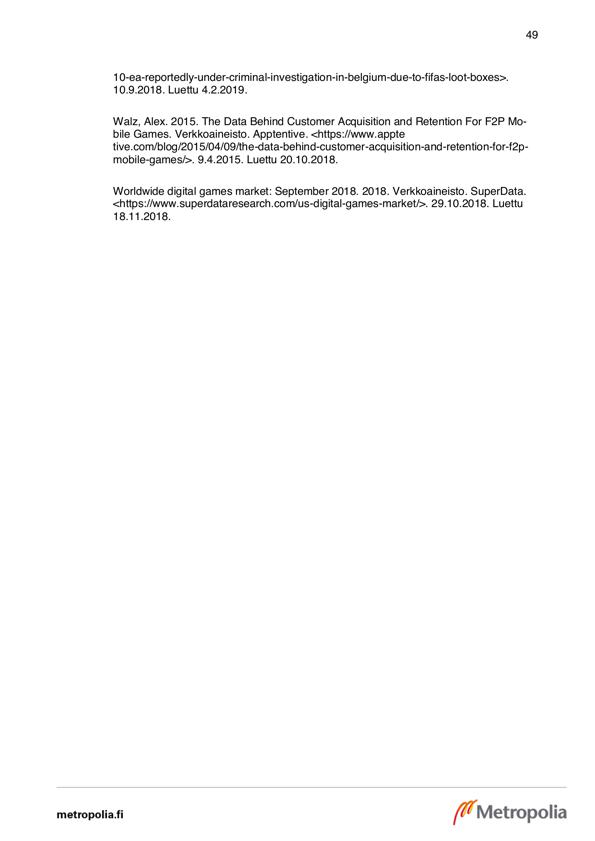 49
10-ea-reportedly-under-criminal-investigation-in-belgium-due-to-fifas-loot-boxes>.
10.9.2018. Luettu 4.2.2019.
Walz, Alex. 2015. The Data Behind Customer Acquisition and Retention For F2P Mo-
bile Games. Verkkoaineisto. Apptentive. <https://www.appte
tive.com/blog/2015/04/09/the-data-behind-customer-acquisition-and-retention-for-f2p-
mobile-games/>. 9.4.2015. Luettu 20.10.2018.
Worldwide digital games market: September 2018. 2018. Verkkoaineisto. SuperData.
<https://www.superdataresearch.com/us-digital-games-market/>. 29.10.2018. Luettu
18.11.2018.
metropolia.fi
Metropolia